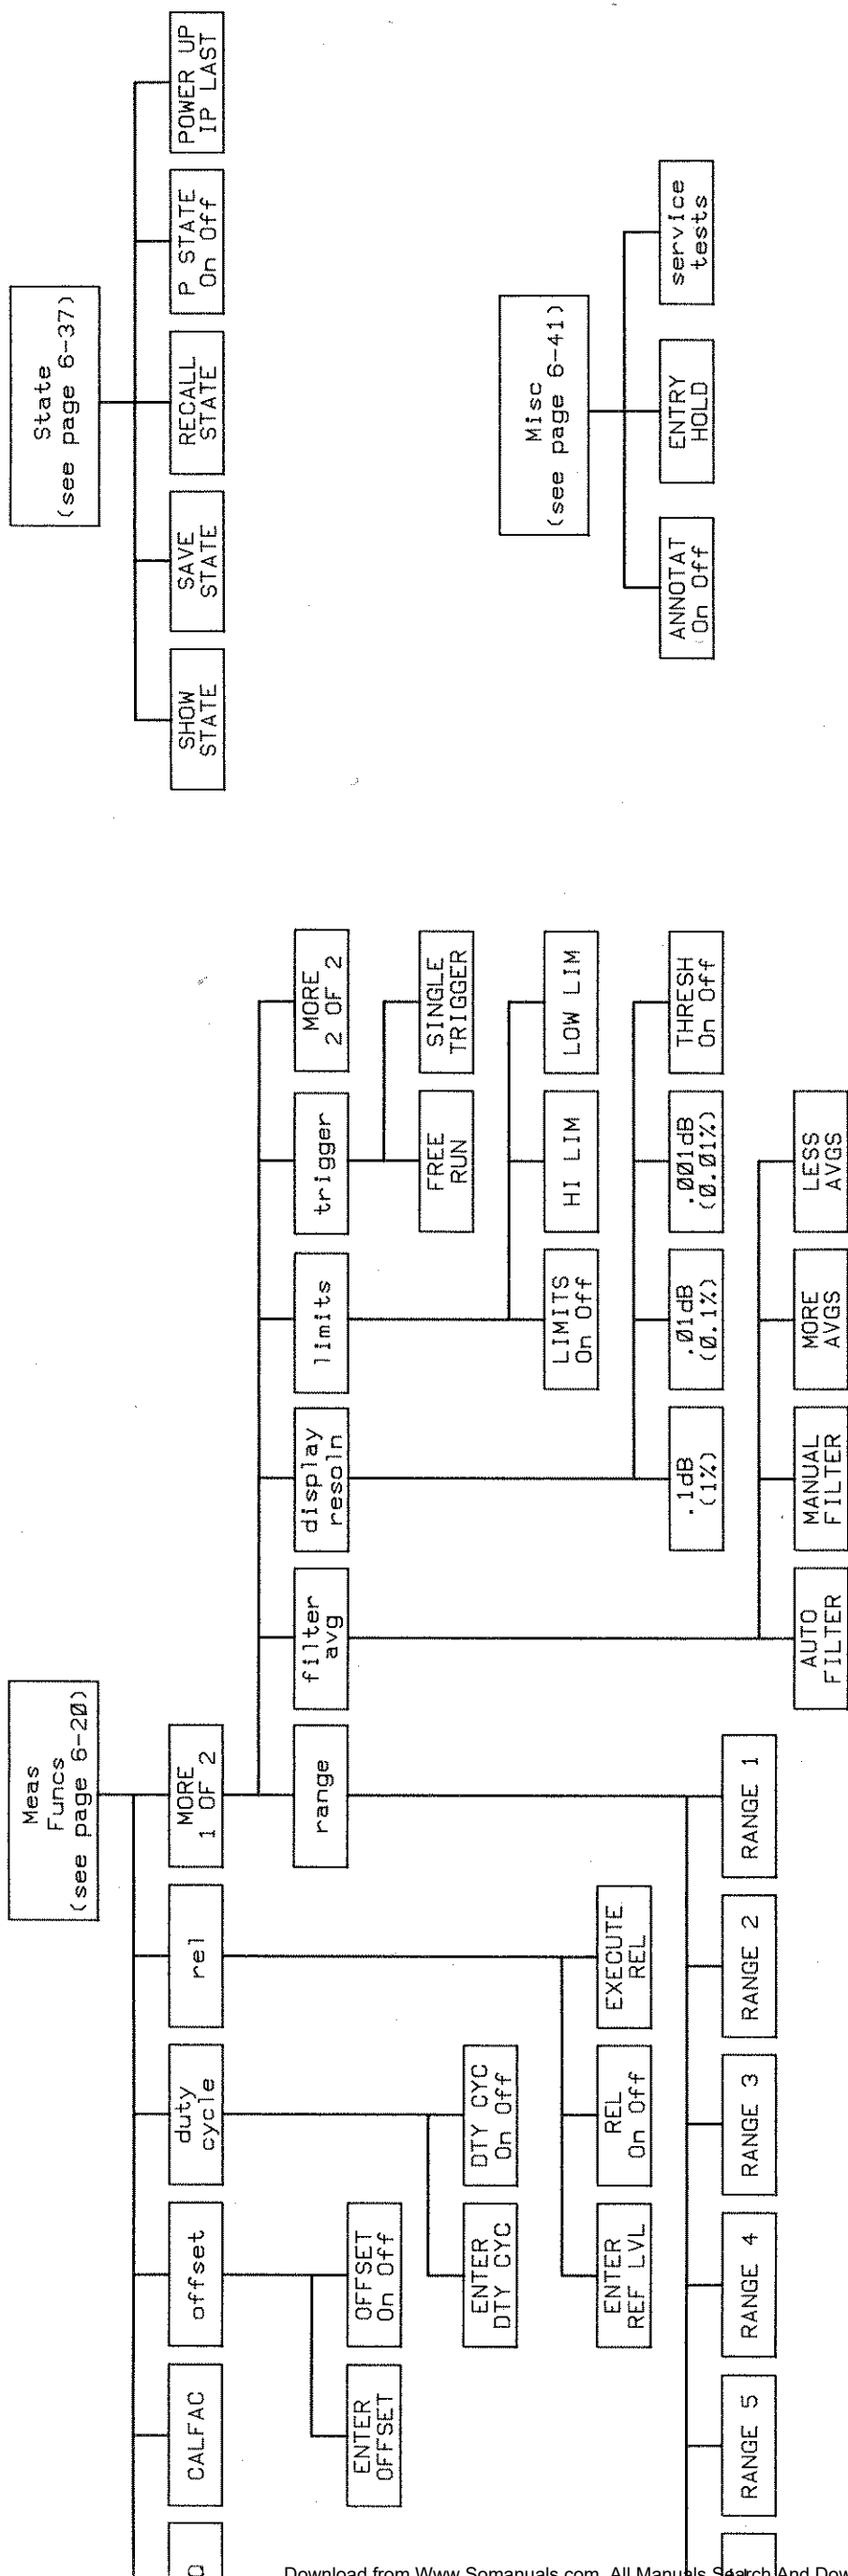 Meas
Funcs
(see page 6-20)
CALFAC
offset
duty
cycle
rel
MORE
1 OF 2
ENTER
OFFSET
OFFSET
On Off
ENTER
DTY CYC
DTY CYC
On Off
ENTER
REF LVL
REL
On Off
EXECUTE
REL
RANGE 5
RANGE 4
RANGE 3
RANGE 2
RANGE 1
range
filter
avg
display
resoln
limits
trigger
MORE
2 OF 2
FREE
RUN
SINGLE
TRIGGER
LIMITS
On Off
HI LIM
LOW LIM
.1dB
(1%)
.01dB
(0.1%)
.001dB
(0.01%)
THRESH
On Off
AUTO
FILTER
MANUAL
FILTER
MORE
AVGS
LESS
AVGS
State
(see page 6-37)
SHOW
STATE
SAVE
STATE
RECALL
STATE
P STATE
On Off
POWER UP
IP LAST
Misc
(see page 6-41)
ANNOTAT
On Off
ENTRY
HOLD
service
tests
Download from Www.Somanuals.com. All Manuals Search And Dow